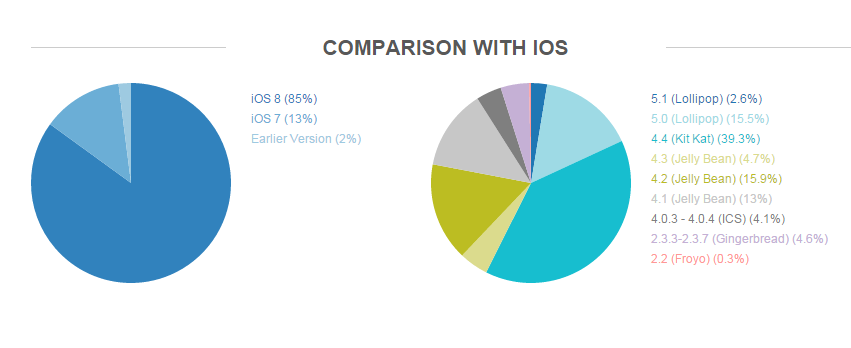 COMPARISON WITH IOS
iOS 8 (85%)
iOS 7 (13%)
Earlier Version (2%)
5.1 (Lollipop) (2.6%)
5.0 (Lollipop) (15.5%)
4.4 (Kit Kat) (39.3%)
4.3 (Jelly Bean) (4.7%)
4.2 (Jelly Bean) (15.9%)
4.1 (Jelly Bean) (13%)
4.0.3 - 4.0.4 (ICS) (4.1%)
2.3.3-2.3.7 (Gingerbread) (4.6%)
2.2 (Froyo) (0.3%)